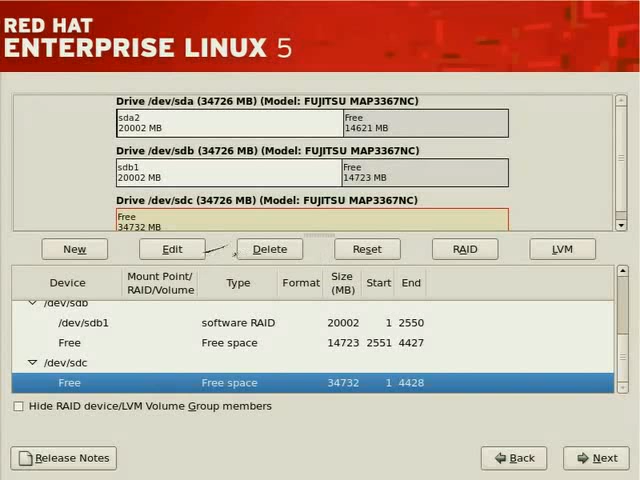 RED HAT
ENTERPRISE LINUX 5
Drive /dev/sda (34726 MB) (Model: FUJITSU MAP3367NC)
sda2 Free
20002 MB 14621 MB
Drive /dev/sdb (34726 MB) (Model: FUJITSU MAP3367NC)
sdb1 Free
20002 MB 14723 MB
Drive /dev/sdc (34726 MB) (Model: FUJITSU MAP3367NC)
Free
34732 MB
New Edit Delete Reset RAID LVM
Device Mount Point/ RAID/Volume Type Format Size (MB) Start End
/dev/sdb
/dev/sdb1 software RAID 20002 1 2550
Free Free space 14723 2551 4427
/dev/sdc
Free Free space 34732 1 4428
Hide RAID device/LVM Volume Group members
Release Notes Back Next